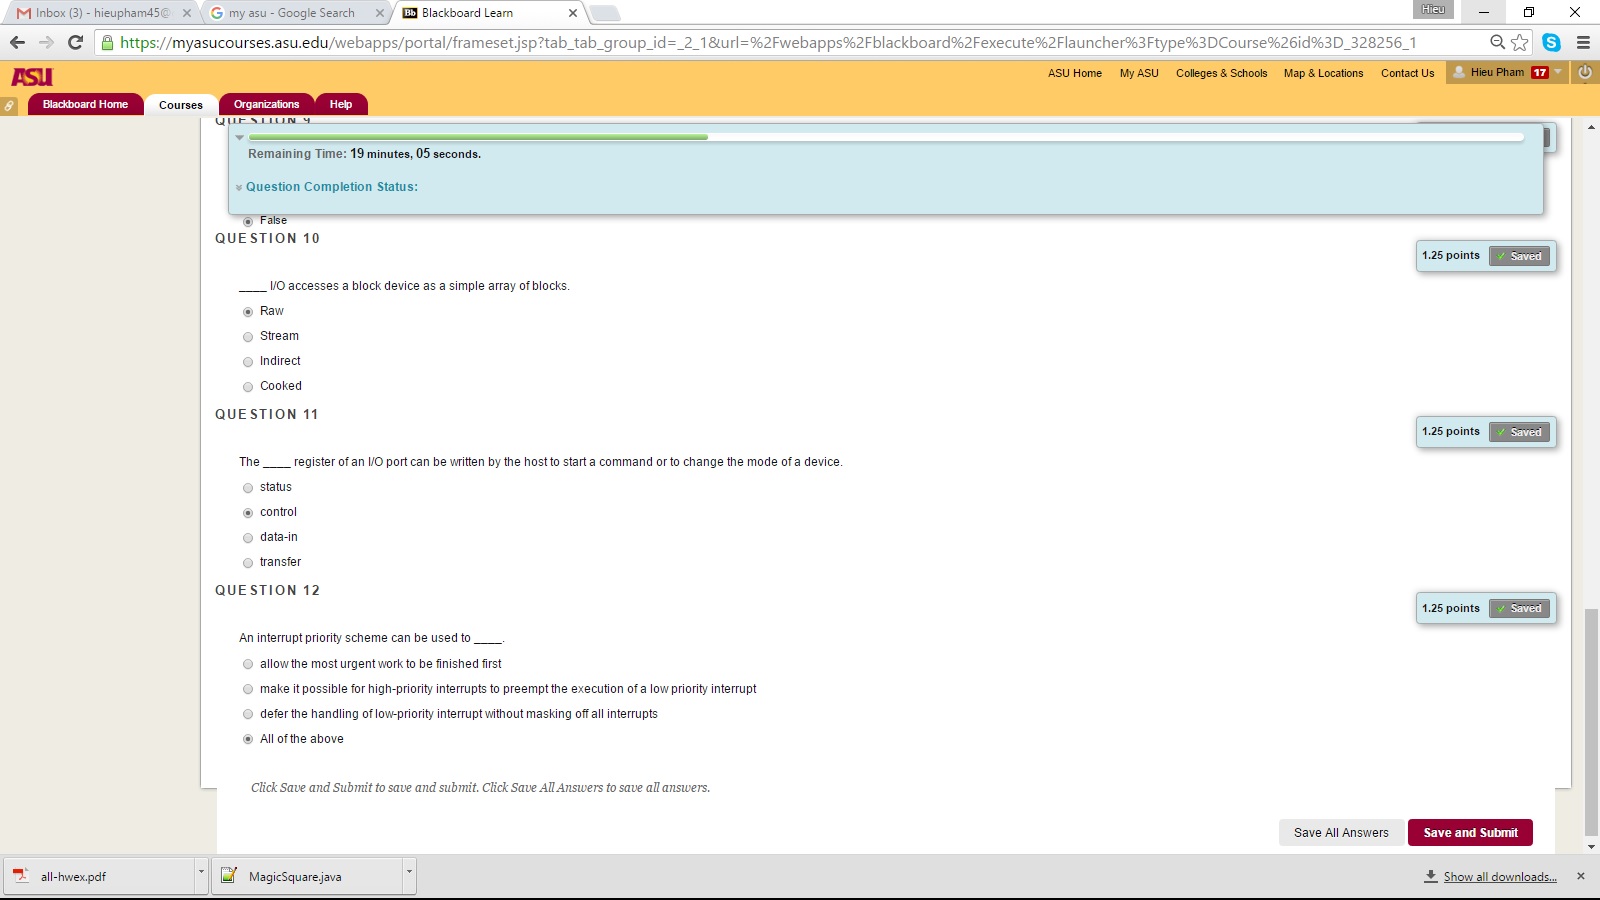 Inbox (3) - hieupham45@
my asu - Google Search
Bb Blackboard Learn
Hieu
https://myasucourses.asu.edu/webapps/portal/frameset.jsp?tab_tab_group_id=_2_1&url=%2Fwebapps%2Fblackboard%2Fexecute%2Flauncher%3Ftype%3DCourse%26id%3D_328256_1
ASU
ASU Home My ASU Colleges & Schools Map & Locations Contact Us Hieu Pham 17
Blackboard Home Courses Organizations Help
QUESTION 9
Remaining Time: 19 minutes, 05 seconds.
Question Completion Status:
False
QUESTION 10
1.25 points Saved
____ I/O accesses a block device as a simple array of blocks.
Raw
Stream
Indirect
Cooked
QUESTION 11
1.25 points Saved
The ____ register of an I/O port can be written by the host to start a command or to change the mode of a device.
status
control
data-in
transfer
QUESTION 12
1.25 points Saved
An interrupt priority scheme can be used to ____.
allow the most urgent work to be finished first
make it possible for high-priority interrupts to preempt the execution of a low priority interrupt
defer the handling of low-priority interrupt without masking off all interrupts
All of the above
Click Save and Submit to save and submit. Click Save All Answers to save all answers.
Save All Answers Save and Submit
all-hwex.pdf MagicSquare.java Show all downloads...